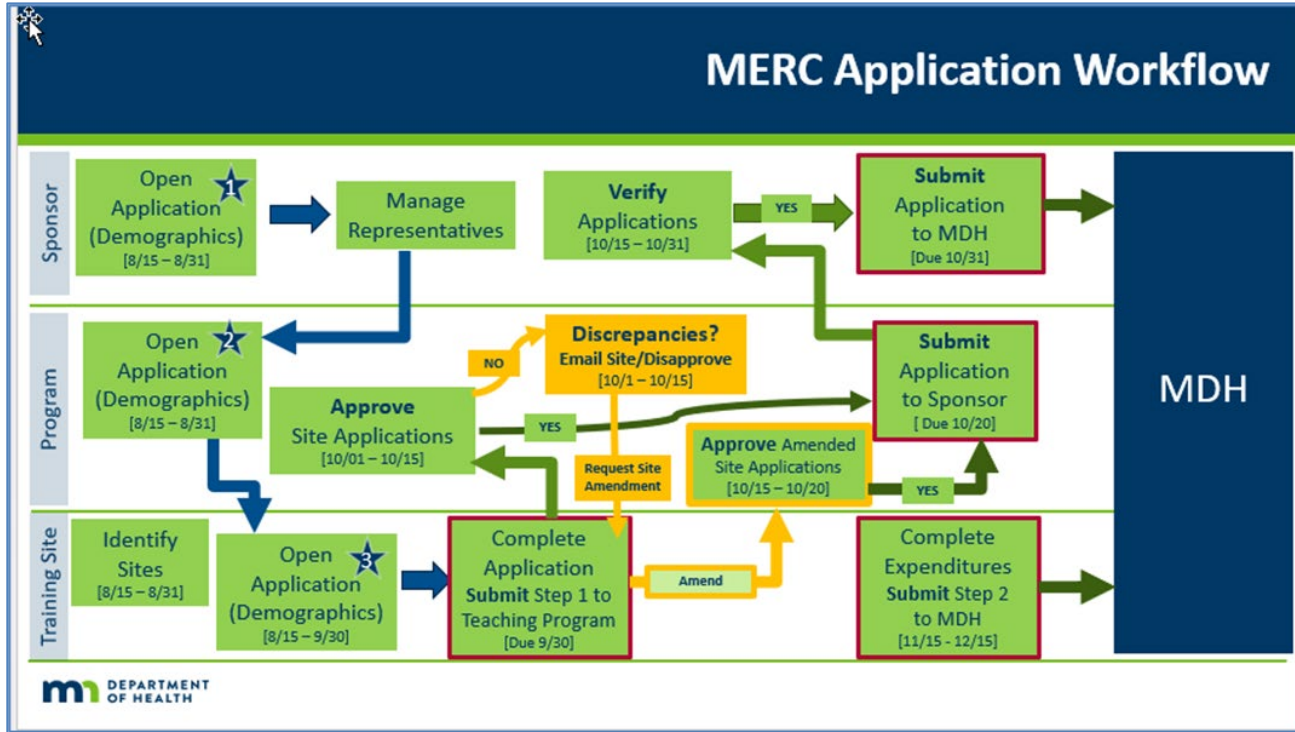 MERC Application Workflow
Sponsor
Open
Application
(Demographics)
[8/15 – 8/31]
1
Manage
Representatives
Verify
Applications
[10/15 – 10/31]
YES
Submit
Application
to MDH
[Due 10/31]
MDH
Program
Open
Application
(Demographics)
[8/15 – 8/31]
2
Approve
Site Applications
[10/01 – 10/15]
NO
Discrepancies?
Email Site/Disapprove
[10/1 – 10/15]
YES
Request Site
Amendment
Approve Amended
Site Applications
[10/15 – 10/20]
YES
Submit
Application
to Sponsor
[ Due 10/20]
Training Site
Identify
Sites
[8/15 – 8/31]
Open
Application
(Demographics)
[8/15 – 9/30]
3
Complete
Application
Submit Step 1 to
Teaching Program
[Due 9/30]
Amend
Complete
Expenditures
Submit Step 2
to MDH
[11/15 - 12/15]
mn DEPARTMENT
OF HEALTH